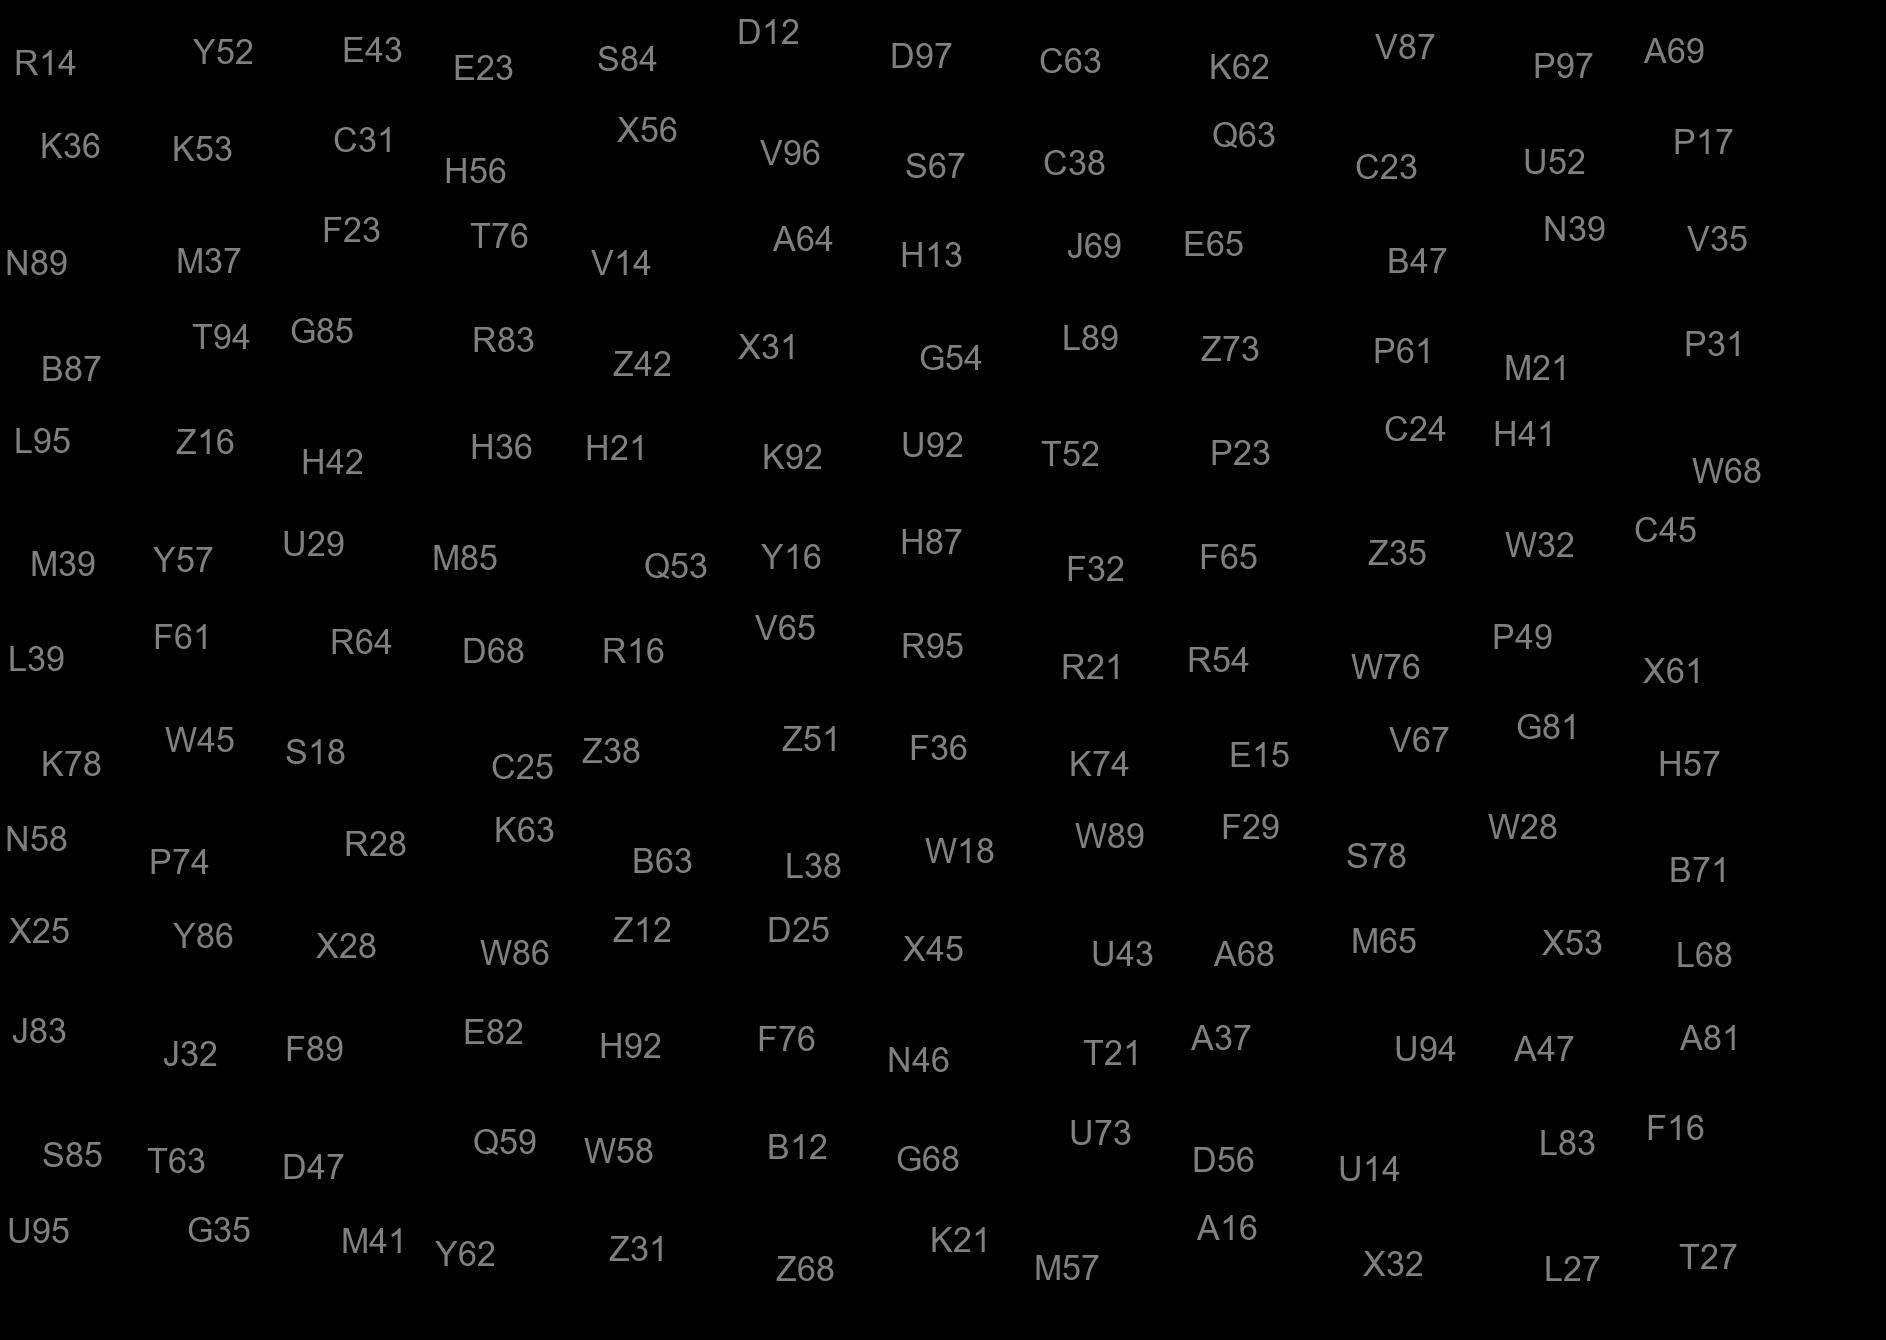 R14 Y52 E43 E23 S84 D12 D97 C63 K62 V87 P97 A69
K36 K53 C31 H56 X56 V96 S67 C38 Q63 C23 U52 P17
N89 M37 F23 T76 V14 A64 H13 J69 E65 B47 N39 V35
B87 T94 G85 R83 Z42 X31 G54 L89 Z73 P61 M21 P31
L95 Z16 H42 H36 H21 K92 U92 T52 P23 C24 H41 W68
M39 Y57 U29 M85 Q53 Y16 H87 F32 F65 Z35 W32 C45
L39 F61 R64 D68 R16 V65 R95 R21 R54 W76 P49 X61
K78 W45 S18 C25 Z38 Z51 F36 K74 E15 V67 G81 H57
N58 P74 R28 K63 B63 L38 W18 W89 F29 S78 W28 B71
X25 Y86 X28 W86 Z12 D25 X45 U43 A68 M65 X53 L68
J83 J32 F89 E82 H92 F76 N46 T21 A37 U94 A47 A81
S85 T63 D47 Q59 W58 B12 G68 U73 D56 U14 L83 F16
U95 G35 M41 Y62 Z31 Z68 K21 M57 A16 X32 L27 T27